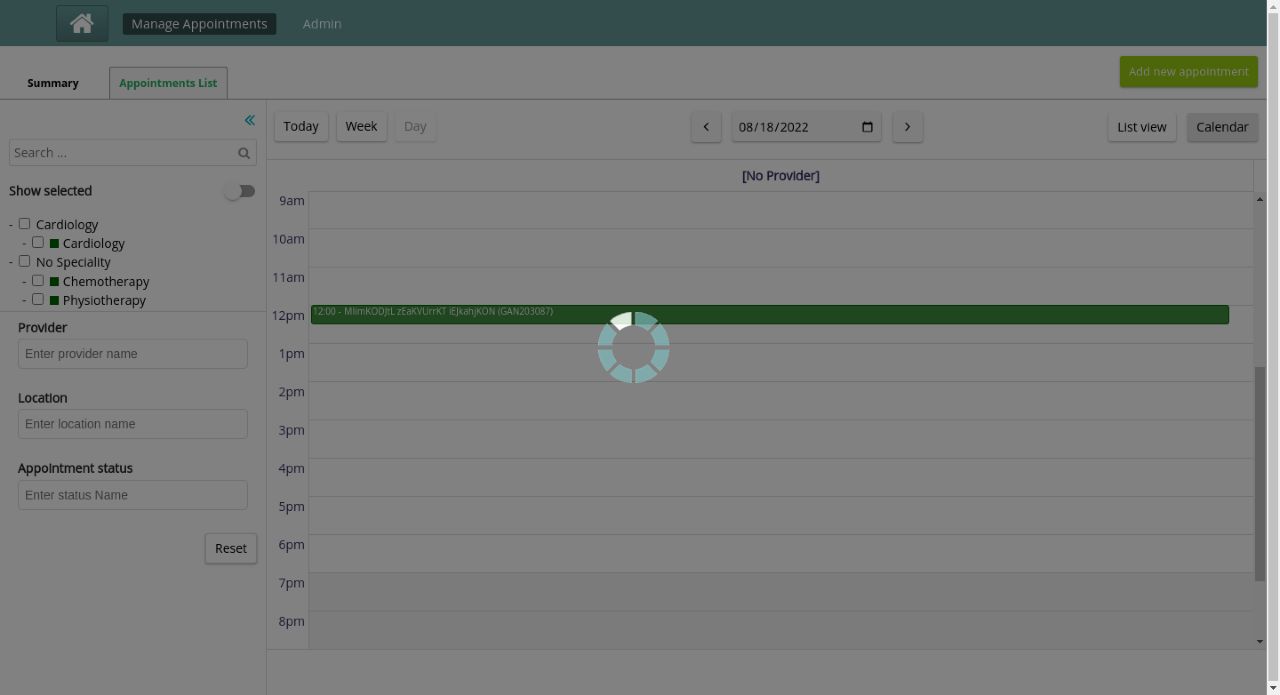 Manage Appointments
Admin
Summary
Appointments List
Add new appointment
«
Today
Week
Day
08/18/2022
List view
Calendar
Search ...
Show selected
- Cardiology
- Cardiology
- No Speciality
- Chemotherapy
- Physiotherapy
Provider
Enter provider name
Location
Enter location name
Appointment status
Enter status Name
Reset
[No Provider]
9am
10am
11am
12pm
12:00 - MlimKODJtL zEaKVUrrKT iEJkahjKON (GAN203087)
1pm
2pm
3pm
4pm
5pm
6pm
7pm
8pm